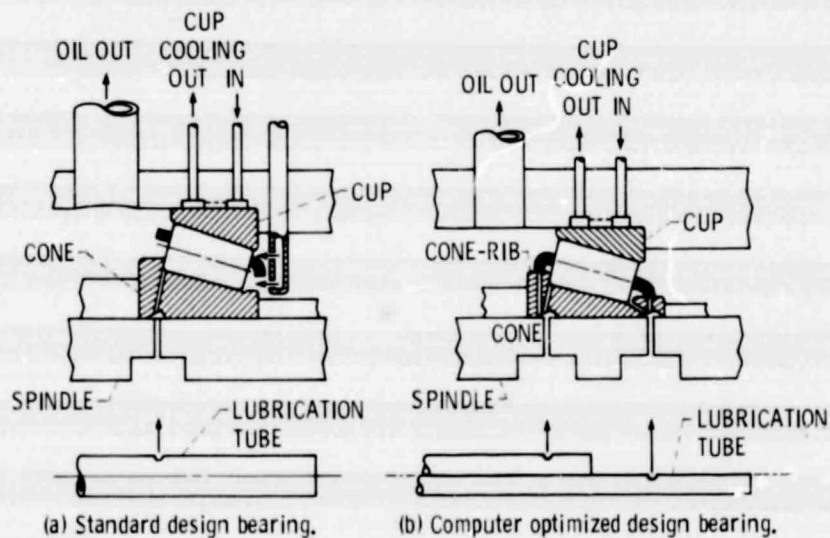 CUP
COOLING
OIL OUT
OUT IN
CUP
CONE
SPINDLE
LUBRICATION
TUBE
(a) Standard design bearing.
CUP
COOLING
OIL OUT
OUT IN
CUP
CONE-RIB
CONE
SPINDLE
LUBRICATION
TUBE
(b) Computer optimized design bearing.